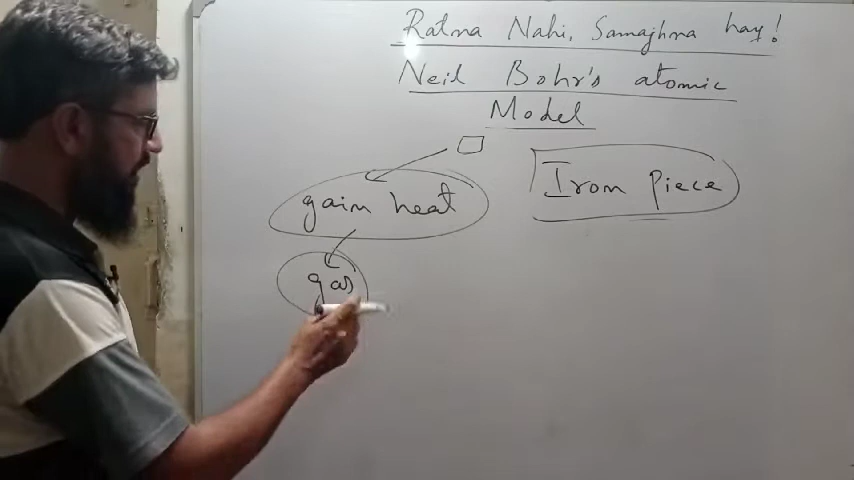 Ratna Nahi, Samajhna hay!
Neil Bohr's atomic
Model
gain heat
Iron piece
gas